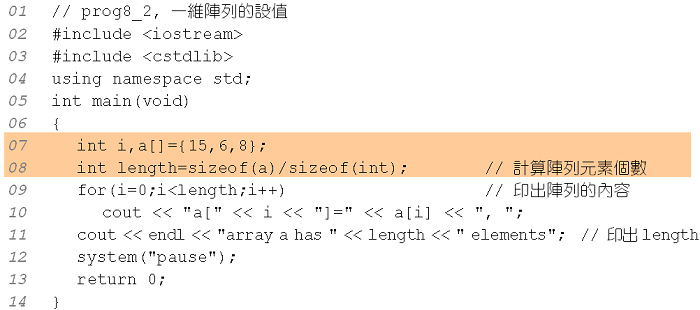 01 // prog8_2, 一維陣列的設值
02 #include <iostream>
03 #include <cstdlib>
04 using namespace std;
05 int main(void)
06 {
07 int i,a[]={15,6,8};
08 int length=sizeof(a)/sizeof(int); // 計算陣列元素個數
09 for(i=0;i<length;i++) // 印出陣列的內容
10 cout << "a[" << i << "]=" << a[i] << ", ";
11 cout << endl << "array a has " << length << " elements"; // 印出length
12 system("pause");
13 return 0;
14 }